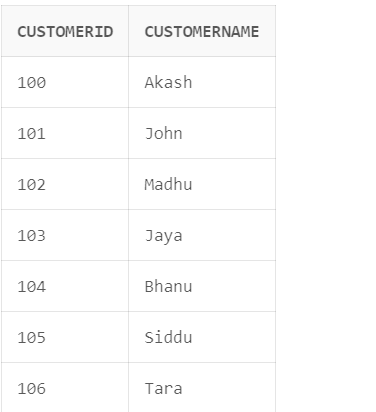 CUSTOMERID CUSTOMERNAME
100 Akash
101 John
102 Madhu
103 Jaya
104 Bhanu
105 Siddu
106 Tara